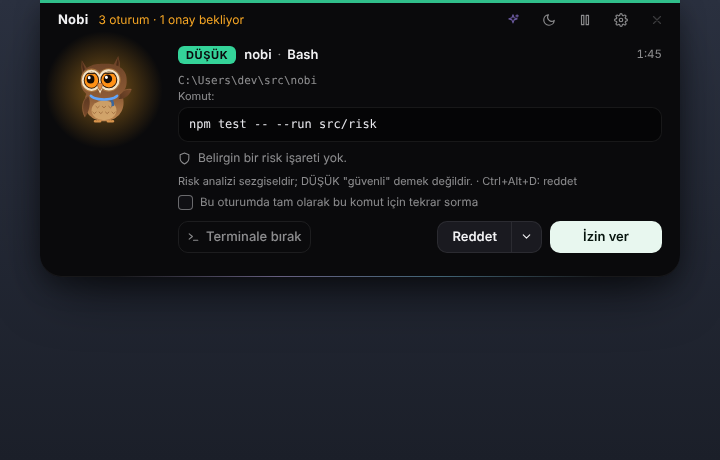 Nobi 3 oturum · 1 onay bekliyor
DÜŞÜK nobi · Bash 1:45
C:\Users\dev\src\nobi
Komut:
npm test -- --run src/risk
Belirgin bir risk işareti yok.
Risk analizi sezgiseldir; DÜŞÜK "güvenli" demek değildir. · Ctrl+Alt+D: reddet
Bu oturumda tam olarak bu komut için tekrar sorma
Terminale bırak Reddet İzin ver